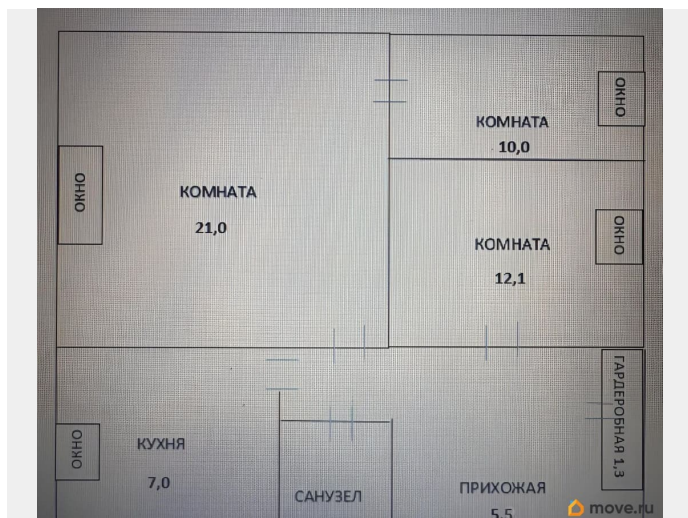 ОКНО
КОМНАТА
10,0
ОКНО
КОМНАТА
21,0
ОКНО
КОМНАТА
12,1
ГАРДЕРОБНАЯ 1,3
ОКНО
КУХНЯ
7,0
САНУЗЕЛ
ПРИХОЖАЯ
5,5
move.ru